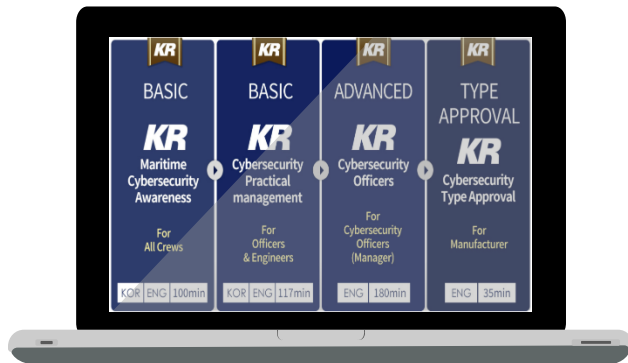 KR
BASIC
KR
Maritime
Cybersecurity
Awareness
For
All Crews
KOR ENG 100min
KR
BASIC
KR
Cybersecurity
Practical
management
For
Officers
& Engineers
KOR ENG 117min
KR
ADVANCED
KR
Cybersecurity
Officers
For
Cybersecurity
Officers
(Manager)
ENG 180min
KR
TYPE
APPROVAL
KR
Cybersecurity
Type Approval
For
Manufacturer
ENG 35min